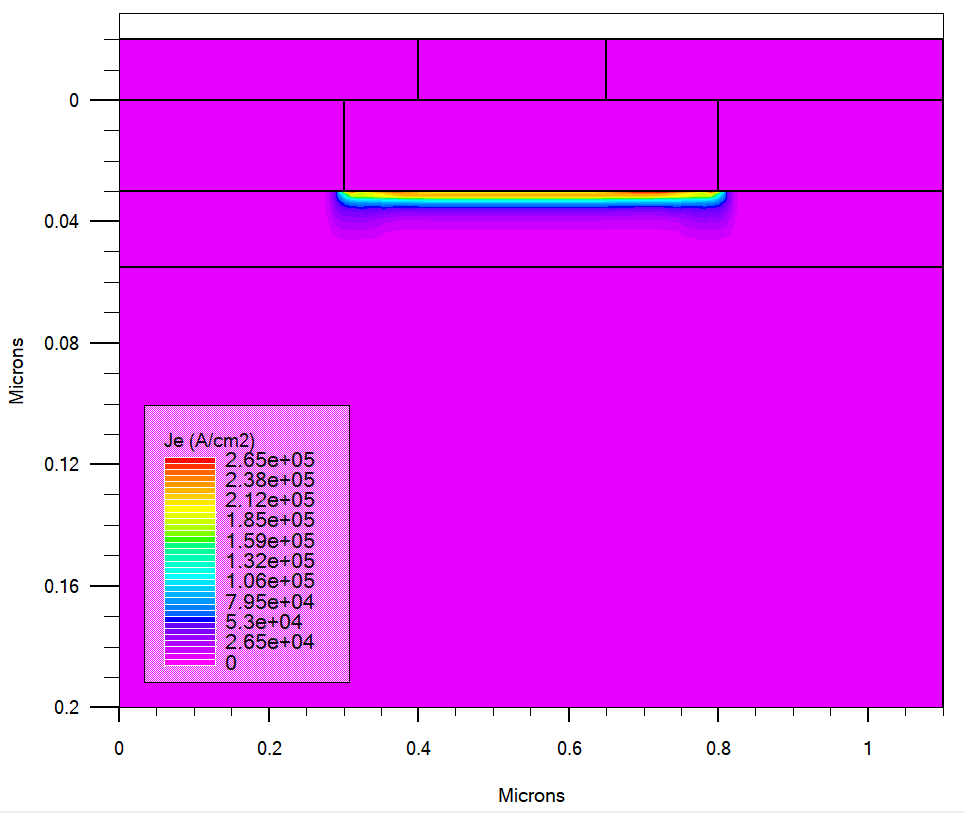 0
0.04
0.08
0.12
0.16
0.2
Microns
Je (A/cm2)
2.65e+05
2.38e+05
2.12e+05
1.85e+05
1.59e+05
1.32e+05
1.06e+05
7.95e+04
5.3e+04
2.65e+04
0
0 0.2 0.4 0.6 0.8 1
Microns